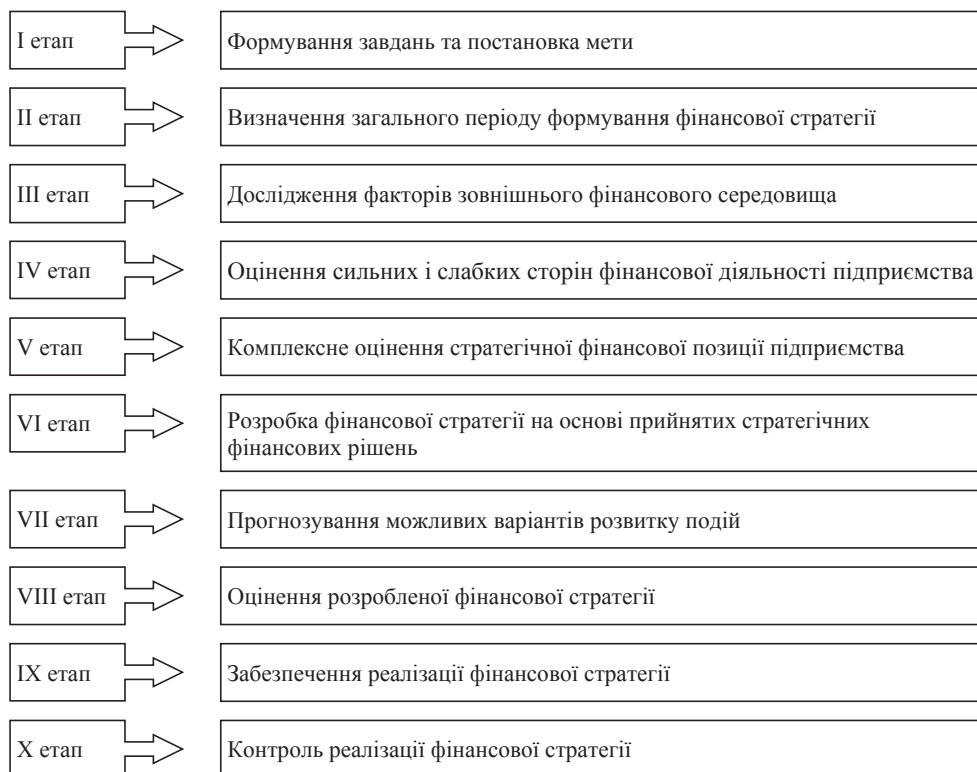 I етап
Формування завдань та постановка мети
II етап
Визначення загального періоду формування фінансової стратегії
III етап
Дослідження факторів зовнішнього фінансового середовища
IV етап
Оцінення сильних і слабких сторін фінансової діяльності підприємства
V етап
Комплексне оцінення стратегічної фінансової позиції підприємства
VI етап
Розробка фінансової стратегії на основі прийнятих стратегічних
фінансових рішень
VII етап
Прогнозування можливих варіантів розвитку подій
VIII етап
Оцінення розробленої фінансової стратегії
IX етап
Забезпечення реалізації фінансової стратегії
X етап
Контроль реалізації фінансової стратегії